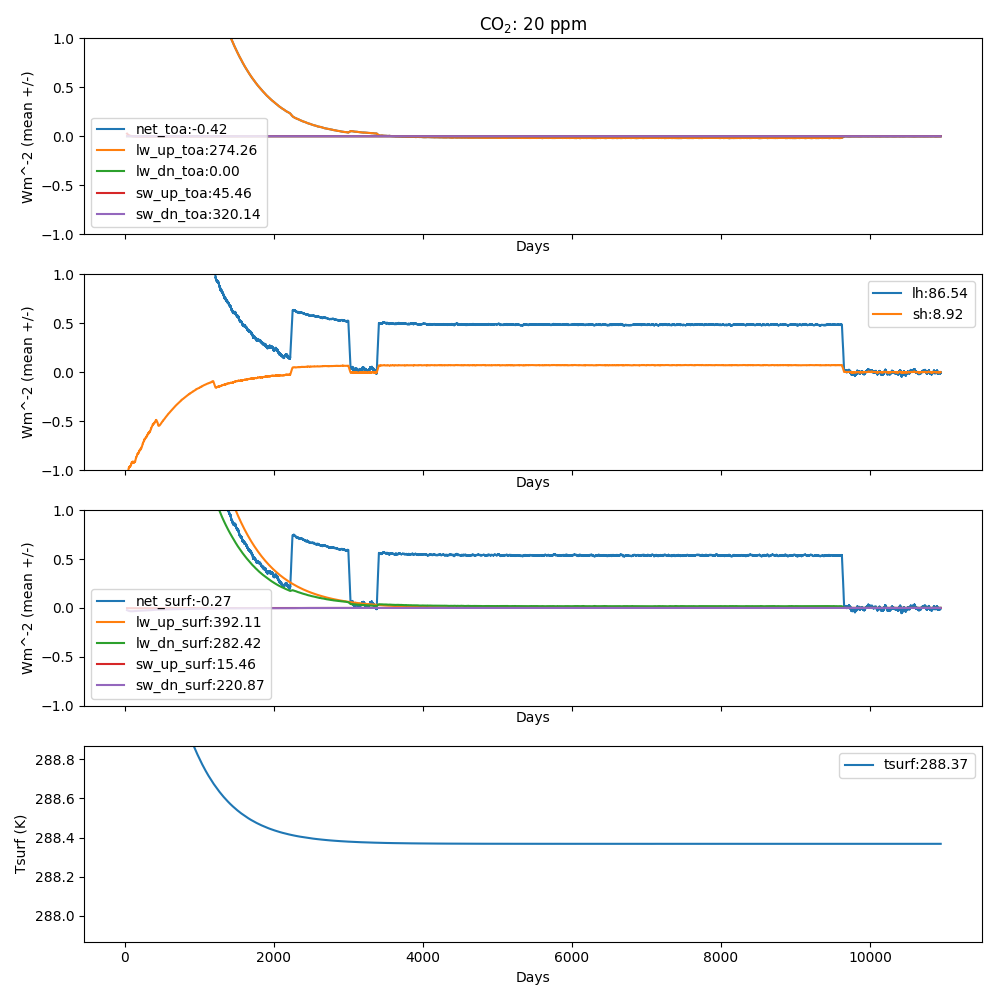 CO₂: 20 ppm
1.0
0.5
0.0
−0.5
−1.0
Wm^-2 (mean +/-)
net_toa:-0.42
lw_up_toa:274.26
lw_dn_toa:0.00
sw_up_toa:45.46
sw_dn_toa:320.14
Days
1.0
0.5
0.0
−0.5
−1.0
Wm^-2 (mean +/-)
lh:86.54
sh:8.92
Days
1.0
0.5
0.0
−0.5
−1.0
Wm^-2 (mean +/-)
net_surf:-0.27
lw_up_surf:392.11
lw_dn_surf:282.42
sw_up_surf:15.46
sw_dn_surf:220.87
Days
288.8
288.6
288.4
288.2
288.0
Tsurf (K)
tsurf:288.37
0 2000 4000 6000 8000 10000
Days